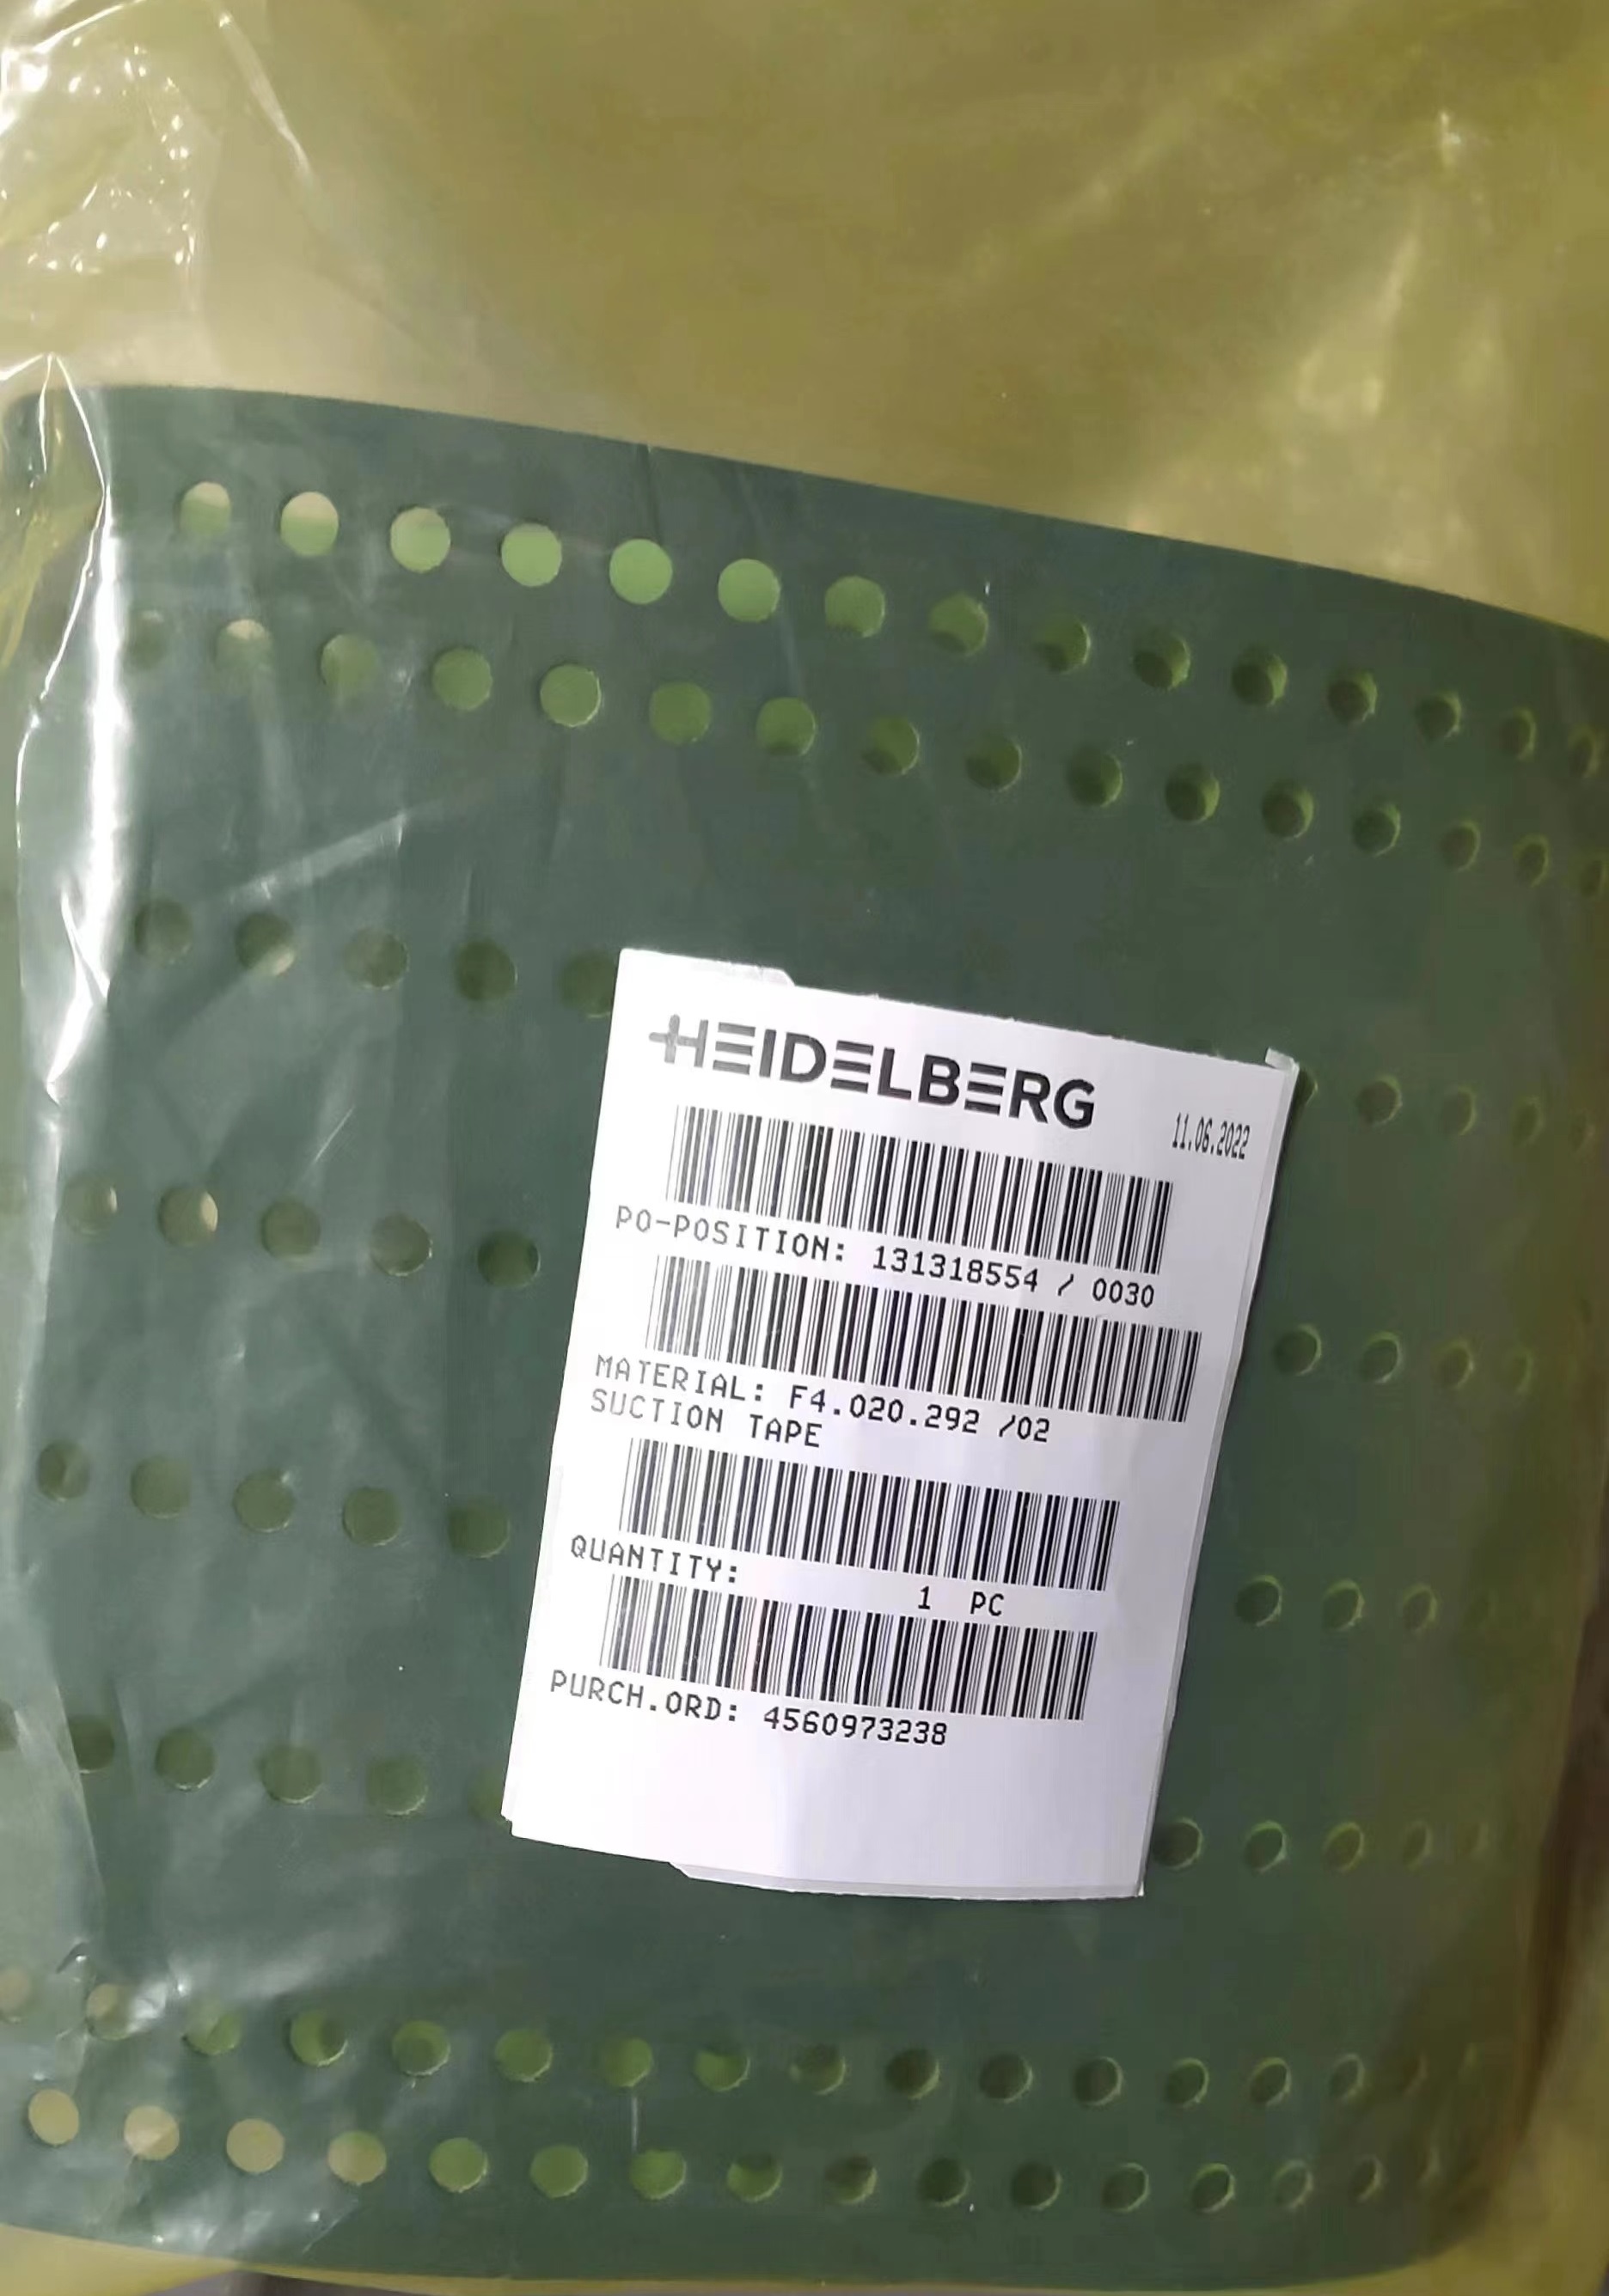 HEIDELBERG
11.06.2022
PO-POSITION: 131318554 / 0030
MATERIAL: F4.020.292 /02
SUCTION TAPE
QUANTITY: 1 PC
PURCH.ORD: 4560973238